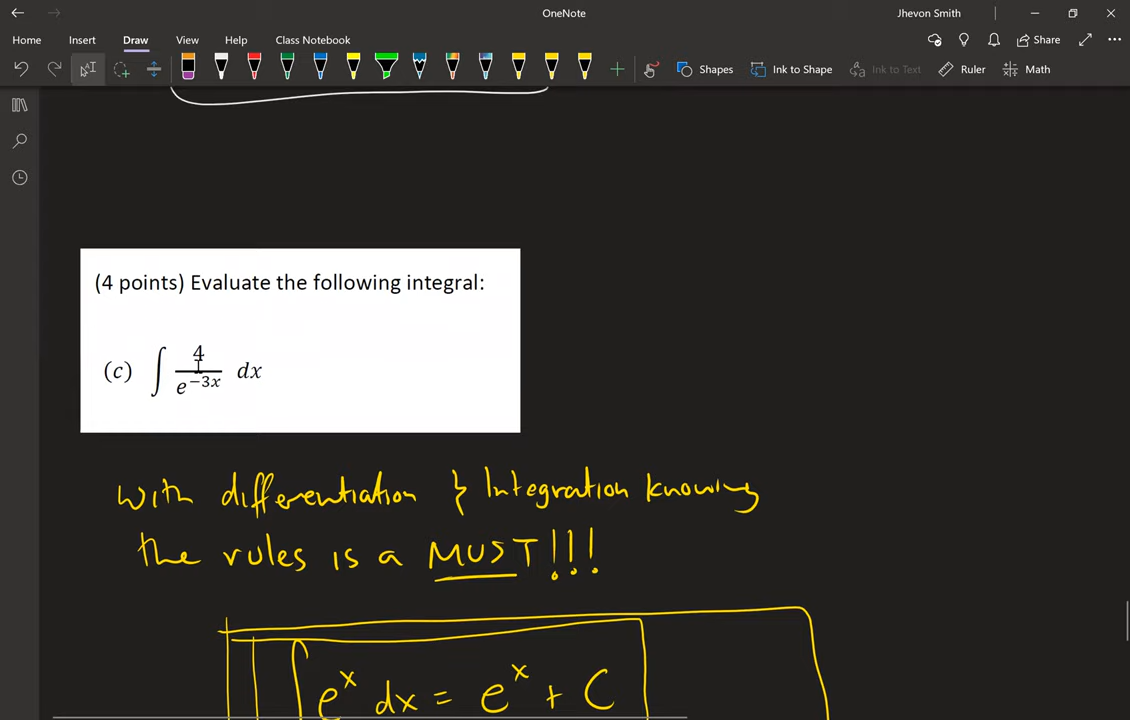 OneNote
Jhevon Smith
Home Insert Draw View Help Class Notebook
Share
Shapes Ink to Shape Ink to Text Ruler Math
(4 points) Evaluate the following integral:
(c) ∫ 4/e^{-3x} dx
With differentiation & Integration knowing
the rules is a MUST!!!
∫ e^x dx = e^x + C